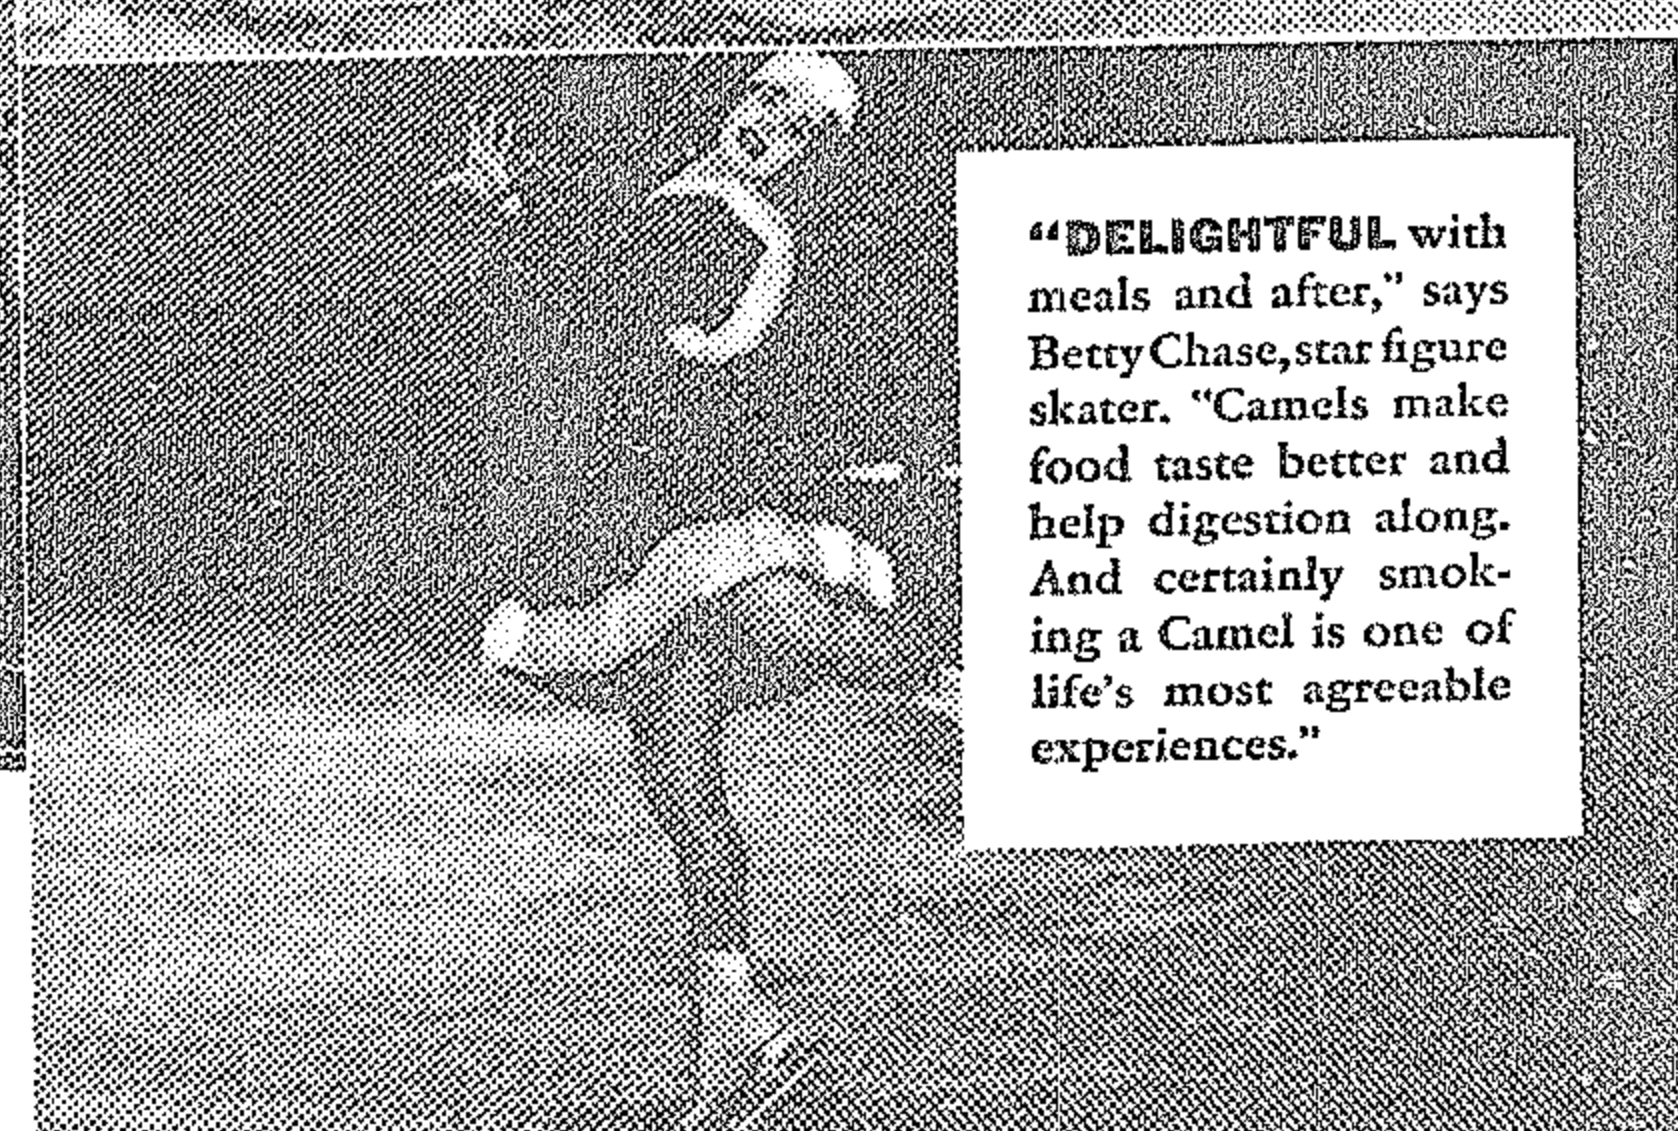 “DELIGHTFUL with
meals and after,” says
Betty Chase, star figure
skater. “Camels make
food taste better and
help digestion along.
And certainly smok-
ing a Camel is one of
life’s most agreeable
experiences.”